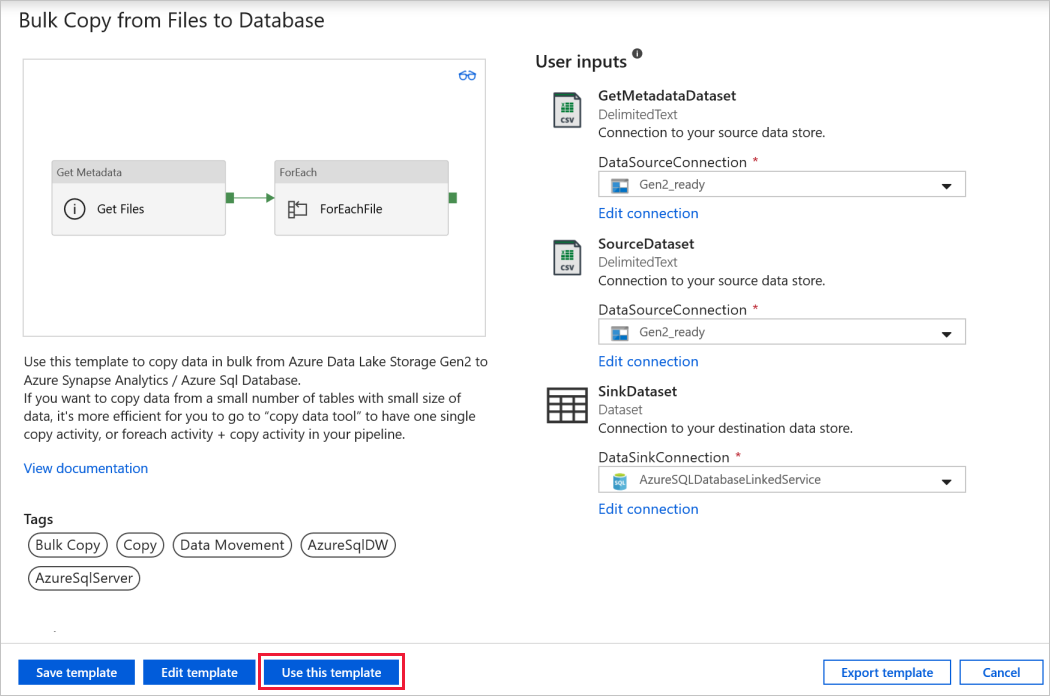 Bulk Copy from Files to Database
Get Metadata
Get Files
ForEach
ForEachFile
Use this template to copy data in bulk from Azure Data Lake Storage Gen2 to
Azure Synapse Analytics / Azure Sql Database.
If you want to copy data from a small number of tables with small size of
data, it's more efficient for you to go to “copy data tool” to have one single
copy activity, or foreach activity + copy activity in your pipeline.
View documentation
Tags
Bulk Copy
Copy
Data Movement
AzureSqlDW
AzureSqlServer
User inputs
GetMetadataDataset
CSV
DelimitedText
Connection to your source data store.
DataSourceConnection *
Gen2_ready
Edit connection
SourceDataset
CSV
DelimitedText
Connection to your source data store.
DataSourceConnection *
Gen2_ready
Edit connection
SinkDataset
Dataset
Connection to your destination data store.
DataSinkConnection *
SQL
AzureSQLDatabaseLinkedService
Edit connection
Save template
Edit template
Use this template
Export template
Cancel